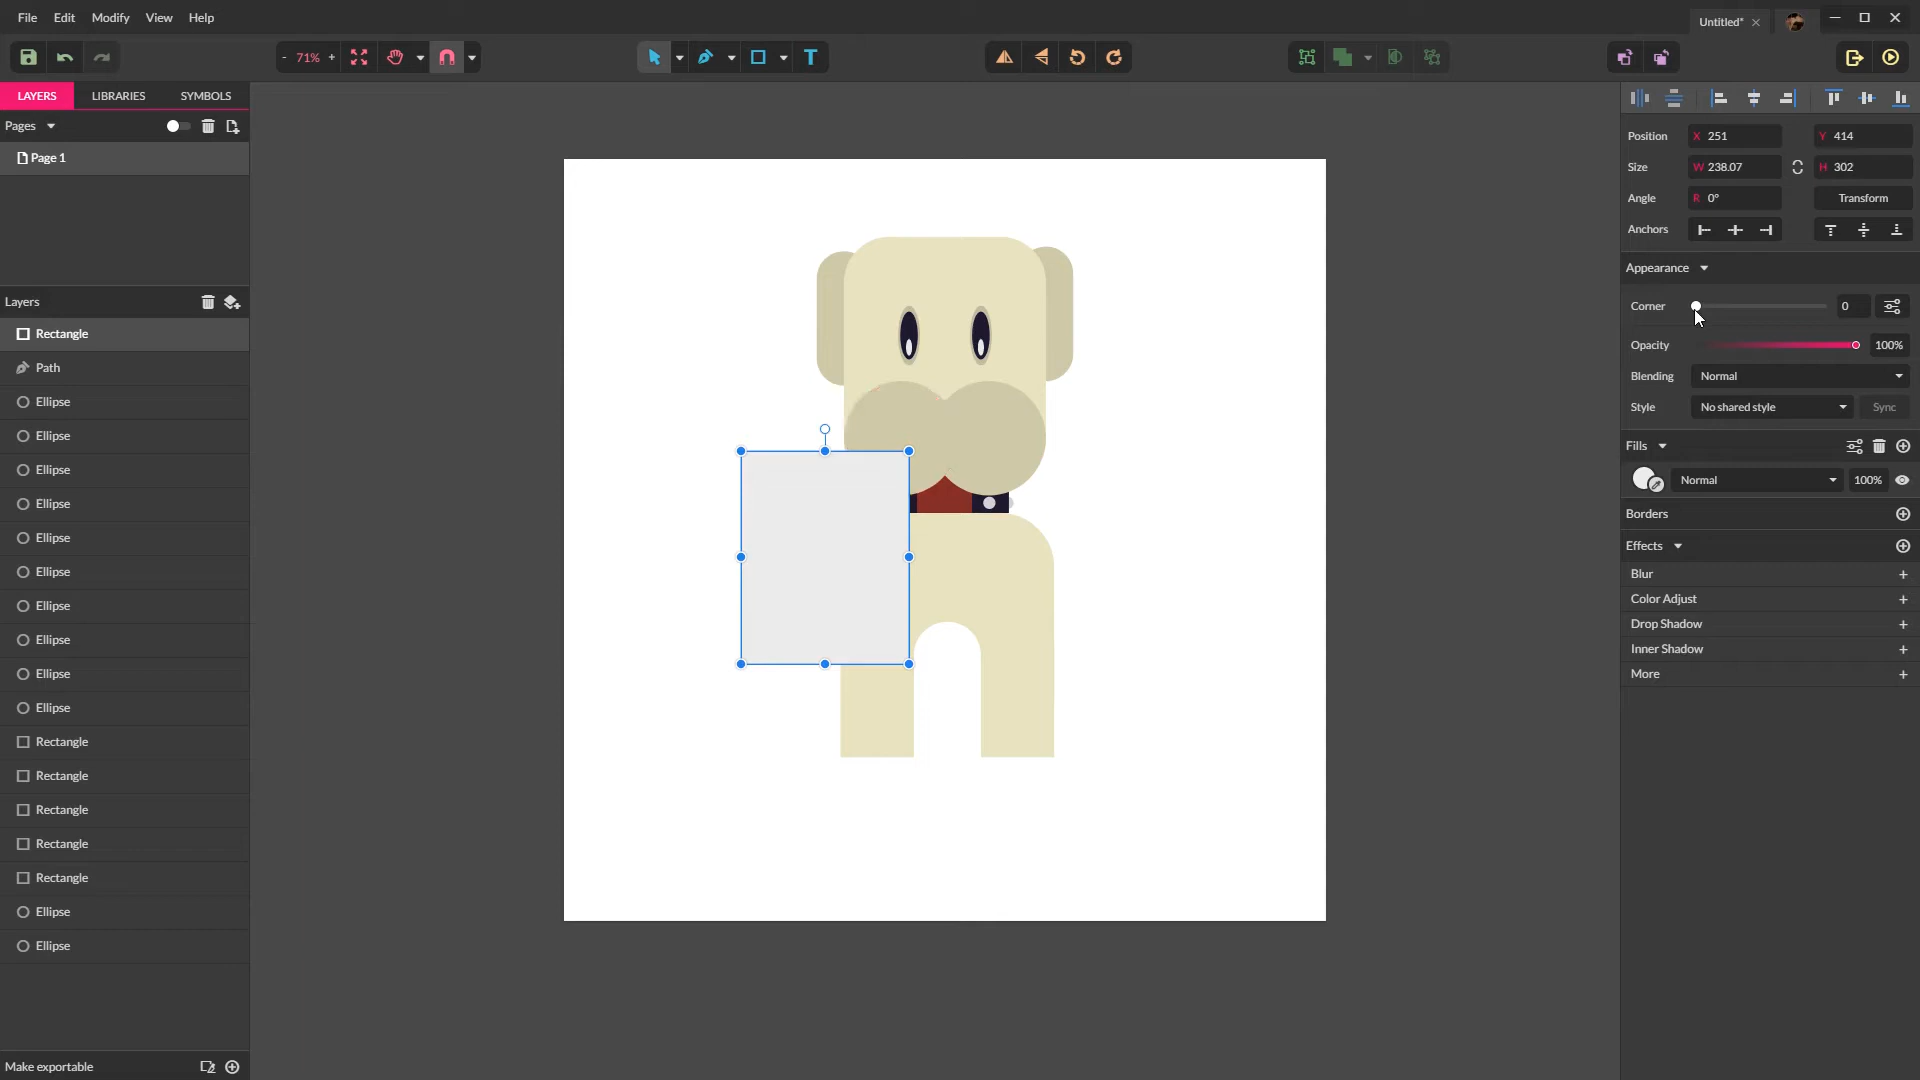 File Edit Modify View Help
Untitled*
- 71% +
T
LAYERS LIBRARIES SYMBOLS
Pages
Page 1
Layers
Rectangle
Path
Ellipse
Ellipse
Ellipse
Ellipse
Ellipse
Ellipse
Ellipse
Ellipse
Ellipse
Ellipse
Rectangle
Rectangle
Rectangle
Rectangle
Rectangle
Ellipse
Ellipse
Make exportable
Position X 251 Y 414
Size W 238.07 H 302
Angle R 0° Transform
Anchors
Appearance
Corner 0
Opacity 100%
Blending Normal
Style No shared style Sync
Fills
Normal 100%
Borders
Effects
Blur +
Color Adjust +
Drop Shadow +
Inner Shadow +
More +